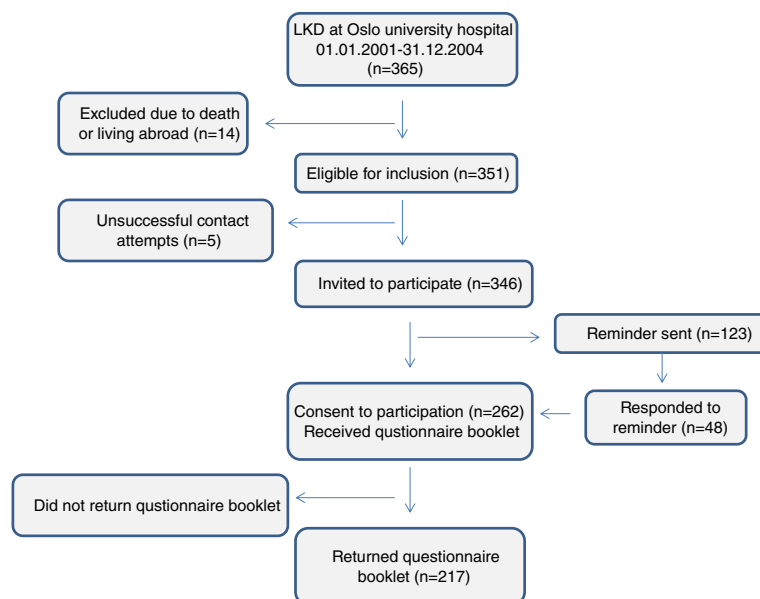 LKD at Oslo university hospital
01.01.2001-31.12.2004
(n=365)
Excluded due to death
or living abroad (n=14)
Eligible for inclusion (n=351)
Unsuccessful contact
attempts (n=5)
Invited to participate (n=346)
Reminder sent (n=123)
Consent to participation (n=262)
Received qustionnaire booklet
Responded to
reminder (n=48)
Did not return qustionnaire booklet
Returned questionnaire
booklet (n=217)